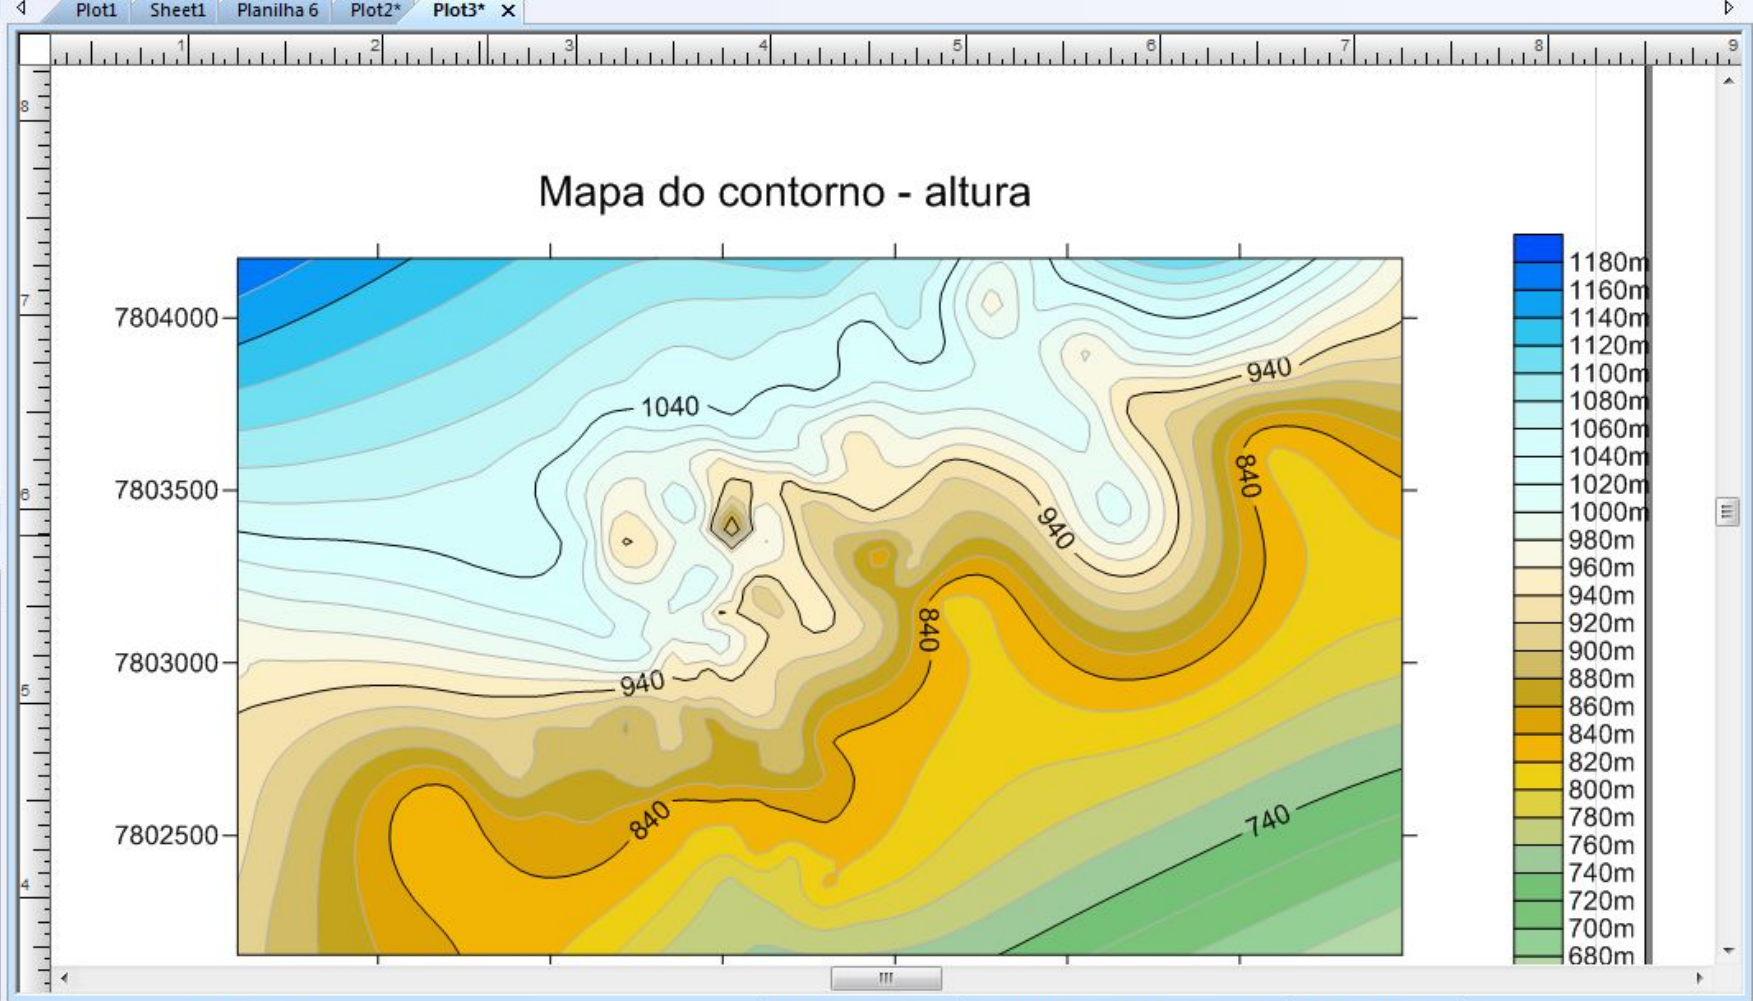 Plot1 Sheet1 Planilha 6 Plot2* Plot3*
1 2 3 4 5 6 7 8 9
8
7
6
5
4
Mapa do contorno - altura
7804000
7803500
7803000
7802500
1040
940
840
940
840
940
840
740
1180m
1160m
1140m
1120m
1100m
1080m
1060m
1040m
1020m
1000m
980m
960m
940m
920m
900m
880m
860m
840m
820m
800m
780m
760m
740m
720m
700m
680m